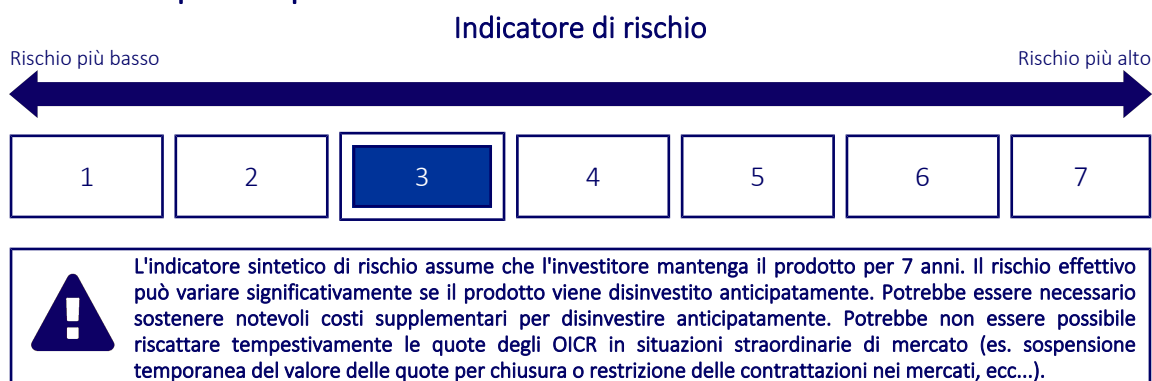 Indicatore di rischio
Rischio più basso
Rischio più alto
1
2
3
4
5
6
7
L'indicatore sintetico di rischio assume che l'investitore mantenga il prodotto per 7 anni. Il rischio effettivo
può variare significativamente se il prodotto viene disinvestito anticipatamente. Potrebbe essere necessario
sostenere notevoli costi supplementari per disinvestire anticipatamente. Potrebbe non essere possibile
riscattare tempestivamente le quote degli OICR in situazioni straordinarie di mercato (es. sospensione
temporanea del valore delle quote per chiusura o restrizione delle contrattazioni nei mercati, ecc...).